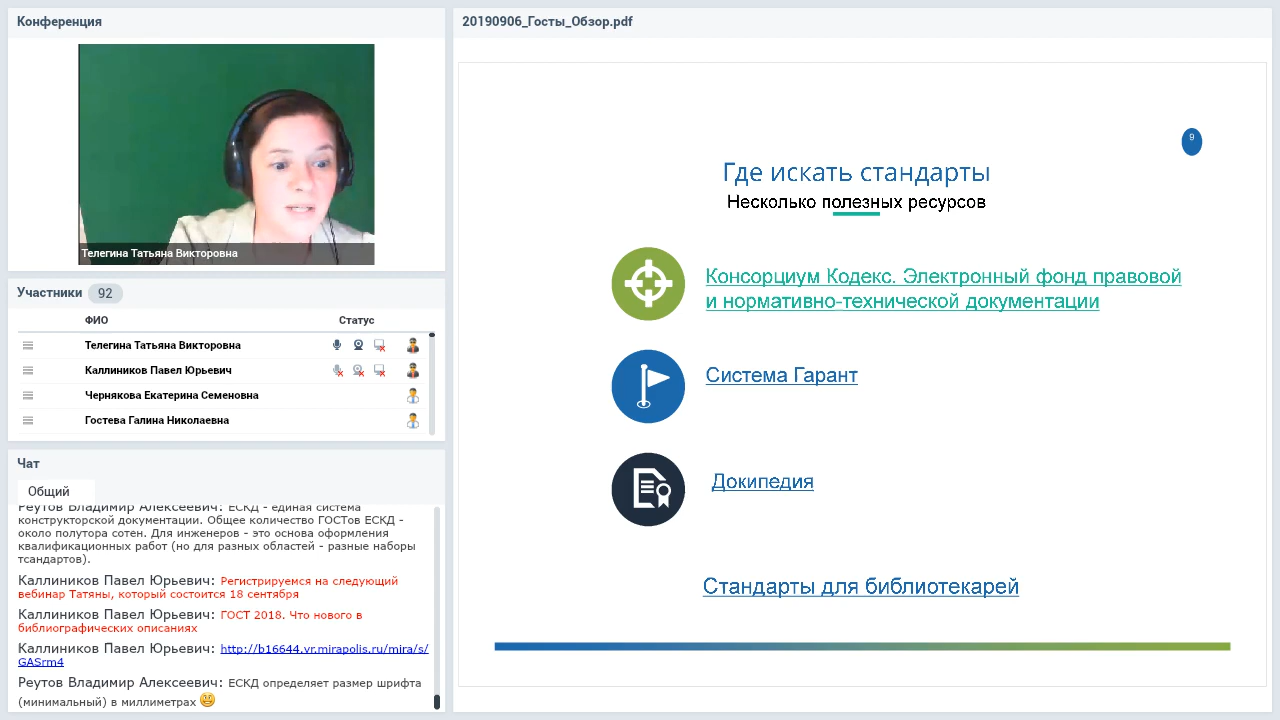 Конференция
Телегина Татьяна Викторовна
Участники 92
ФИО Статус
Телегина Татьяна Викторовна
Каллиников Павел Юрьевич
Чернякова Екатерина Семеновна
Гостева Галина Николаевна
Чат
Общий
Реутов Владимир Алексеевич: ЕСКД - единая система
конструкторской документации. Общее количество ГОСТов ЕСКД -
около полутора сотен. Для инженеров - это основа оформления
квалификационных работ (но для разных областей - разные наборы
тсандартов).
Каллиников Павел Юрьевич: Регистрируемся на следующий
вебинар Татяны, который состоится 18 сентября
Каллиников Павел Юрьевич: ГОСТ 2018. Что нового в
библиографических описаниях
Каллиников Павел Юрьевич: http://b16644.vr.mirapolis.ru/mira/s/
GASrm4
Реутов Владимир Алексеевич: ЕСКД определяет размер шрифта
(минимальный) в миллиметрах
20190906_Госты_Обзор.pdf
9
Где искать стандарты
Несколько полезных ресурсов
Консорциум Кодекс. Электронный фонд правовой
и нормативно-технической документации
Система Гарант
Докипедия
Стандарты для библиотекарей